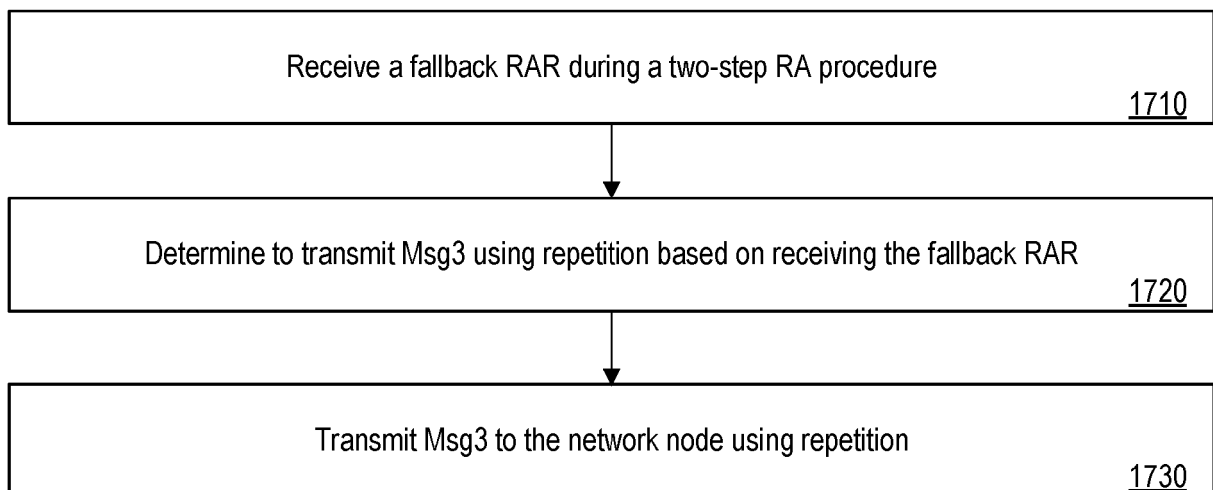 Receive a fallback RAR during a two-step RA procedure
1710
Determine to transmit Msg3 using repetition based on receiving the fallback RAR
1720
Transmit Msg3 to the network node using repetition
1730